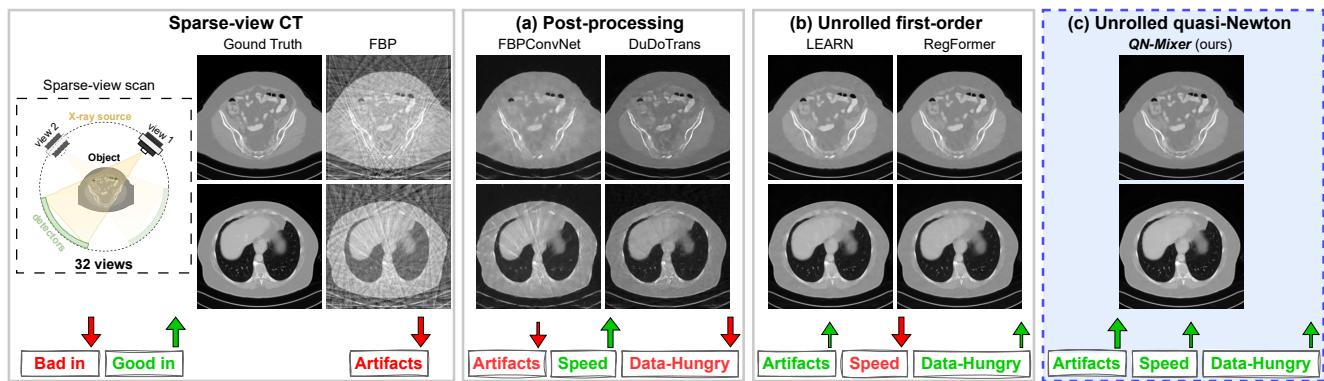 Sparse-view CT
Gound Truth
FBP
Sparse-view scan
X-ray source
view 2
view 1
Object
detectors
32 views
Bad in
Good in
Artifacts
(a) Post-processing
FBPConvNet
DuDoTrans
Artifacts
Speed
Data-Hungry
(b) Unrolled first-order
LEARN
RegFormer
Artifacts
Speed
Data-Hungry
(c) Unrolled quasi-Newton
QN-Mixer (ours)
Artifacts
Speed
Data-Hungry